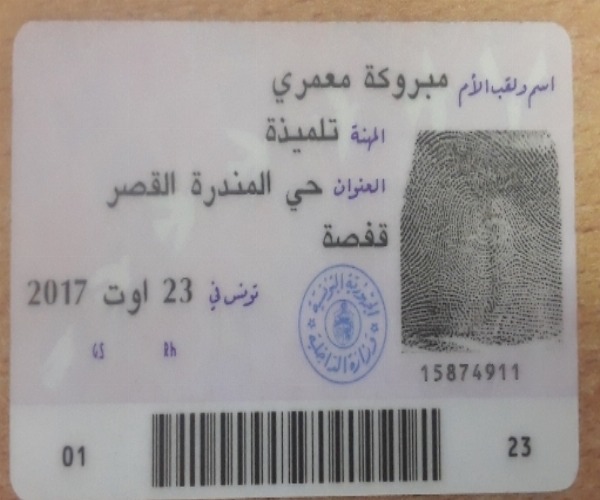 اسم ولقب الأم مبروكة معمري
المهنة تلميذة
العنوان حي المندرة القصر
قفصة
تونس في 23 اوت 2017
GS Rh
الجمهورية التونسية
وزارة الداخلية
15874911
01 23